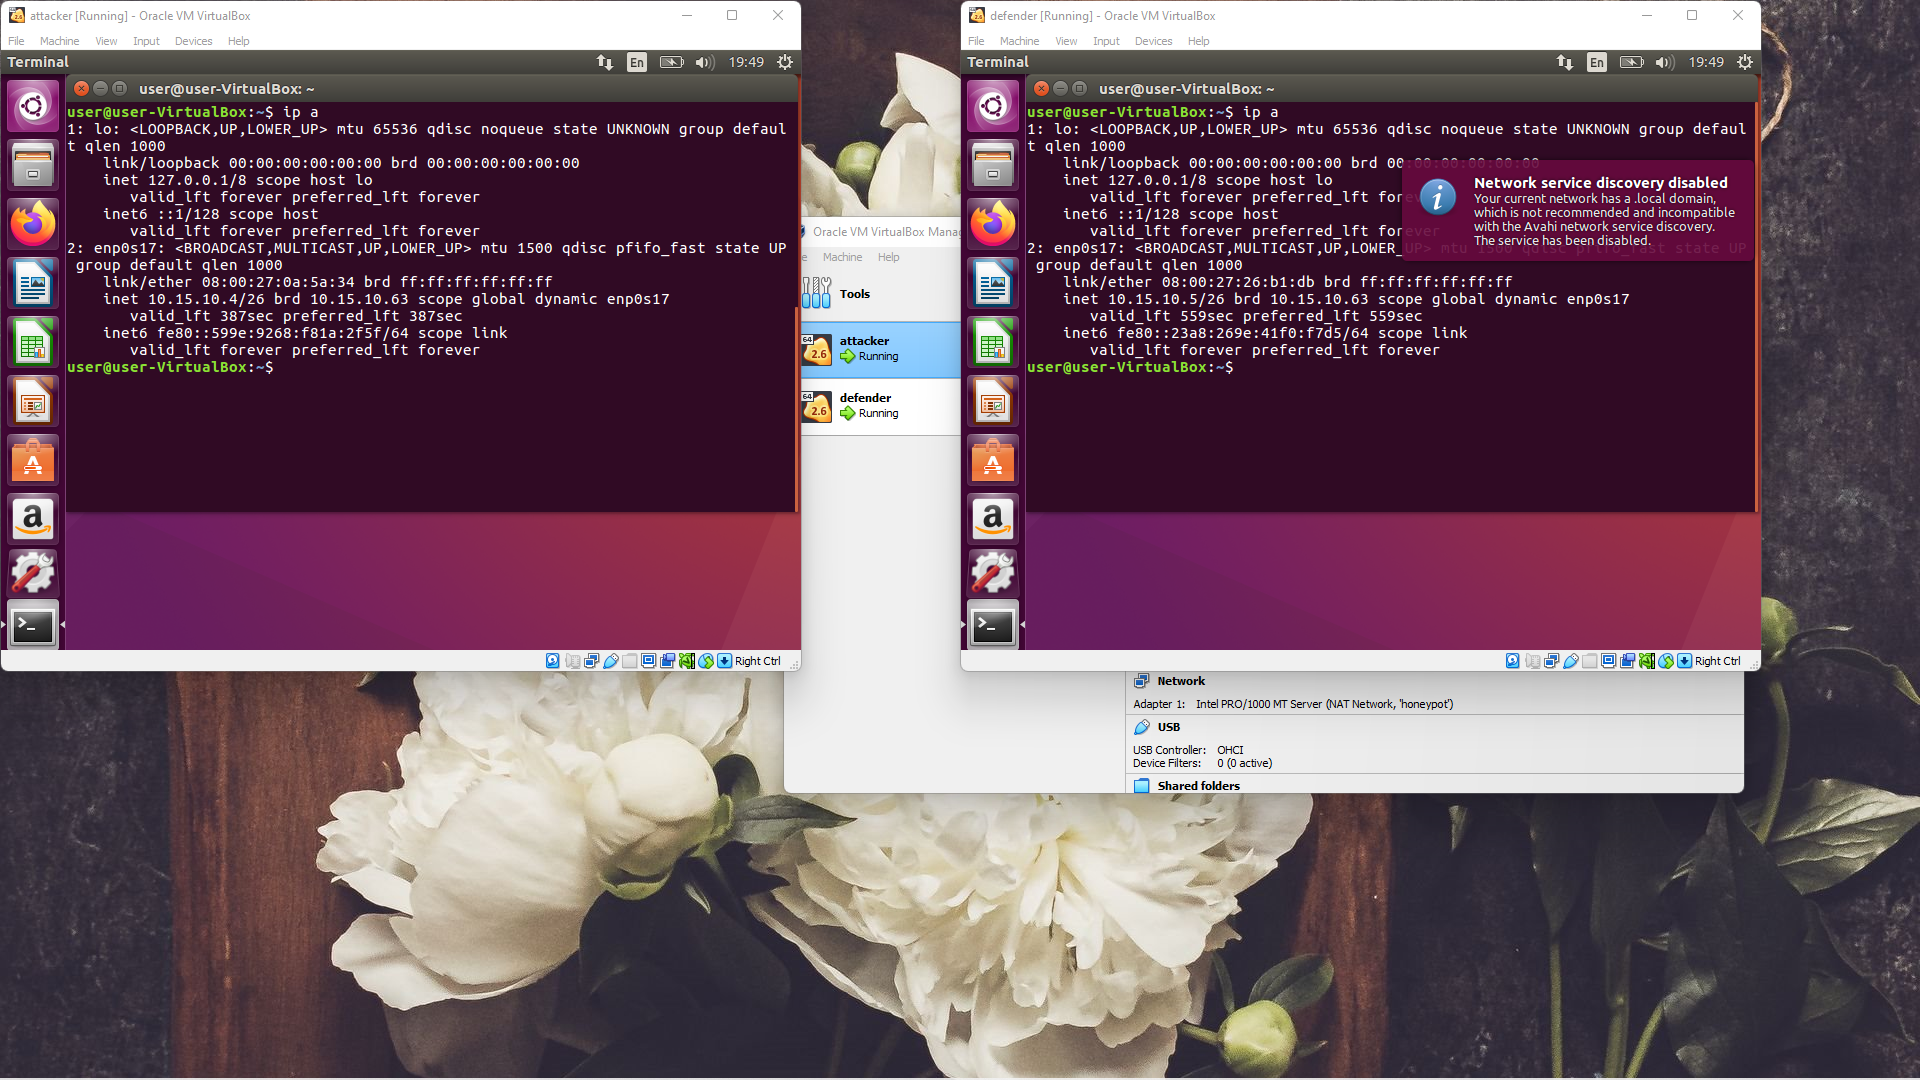 attacker [Running] - Oracle VM VirtualBox
File Machine View Input Devices Help
Terminal
En
19:49
user@user-VirtualBox: ~
user@user-VirtualBox:~$ ip a
1: lo: <LOOPBACK,UP,LOWER_UP> mtu 65536 qdisc noqueue state UNKNOWN group defaul
t qlen 1000
link/loopback 00:00:00:00:00:00 brd 00:00:00:00:00:00
inet 127.0.0.1/8 scope host lo
valid_lft forever preferred_lft forever
inet6 ::1/128 scope host
valid_lft forever preferred_lft forever
2: enp0s17: <BROADCAST,MULTICAST,UP,LOWER_UP> mtu 1500 qdisc pfifo_fast state UP
group default qlen 1000
link/ether 08:00:27:0a:5a:34 brd ff:ff:ff:ff:ff:ff
inet 10.15.10.4/26 brd 10.15.10.63 scope global dynamic enp0s17
valid_lft 387sec preferred_lft 387sec
inet6 fe80::599e:9268:f81a:2f5f/64 scope link
valid_lft forever preferred_lft forever
user@user-VirtualBox:~$
Right Ctrl
Oracle VM VirtualBox Manag
Machine Help
Tools
64
2.6
attacker
Running
64
2.6
defender
Running
defender [Running] - Oracle VM VirtualBox
File Machine View Input Devices Help
Terminal
En
19:49
user@user-VirtualBox: ~
user@user-VirtualBox:~$ ip a
1: lo: <LOOPBACK,UP,LOWER_UP> mtu 65536 qdisc noqueue state UNKNOWN group defaul
t qlen 1000
link/loopback 00:00:00:00:00:00 brd 00:00:00:00:00:00
inet 127.0.0.1/8 scope host lo
valid_lft forever preferred_lft forever
inet6 ::1/128 scope host
valid_lft forever preferred_lft forever
2: enp0s17: <BROADCAST,MULTICAST,UP,LOWER_UP> mtu 1500 qdisc pfifo_fast state UP
group default qlen 1000
link/ether 08:00:27:26:b1:db brd ff:ff:ff:ff:ff:ff
inet 10.15.10.5/26 brd 10.15.10.63 scope global dynamic enp0s17
valid_lft 559sec preferred_lft 559sec
inet6 fe80::23a8:269e:41f0:f7d5/64 scope link
valid_lft forever preferred_lft forever
user@user-VirtualBox:~$
Network service discovery disabled
Your current network has a .local domain,
which is not recommended and incompatible
with the Avahi network service discovery.
The service has been disabled.
Right Ctrl
Network
Adapter 1: Intel PRO/1000 MT Server (NAT Network, 'honeypot')
USB
USB Controller: OHCI
Device Filters: 0 (0 active)
Shared folders